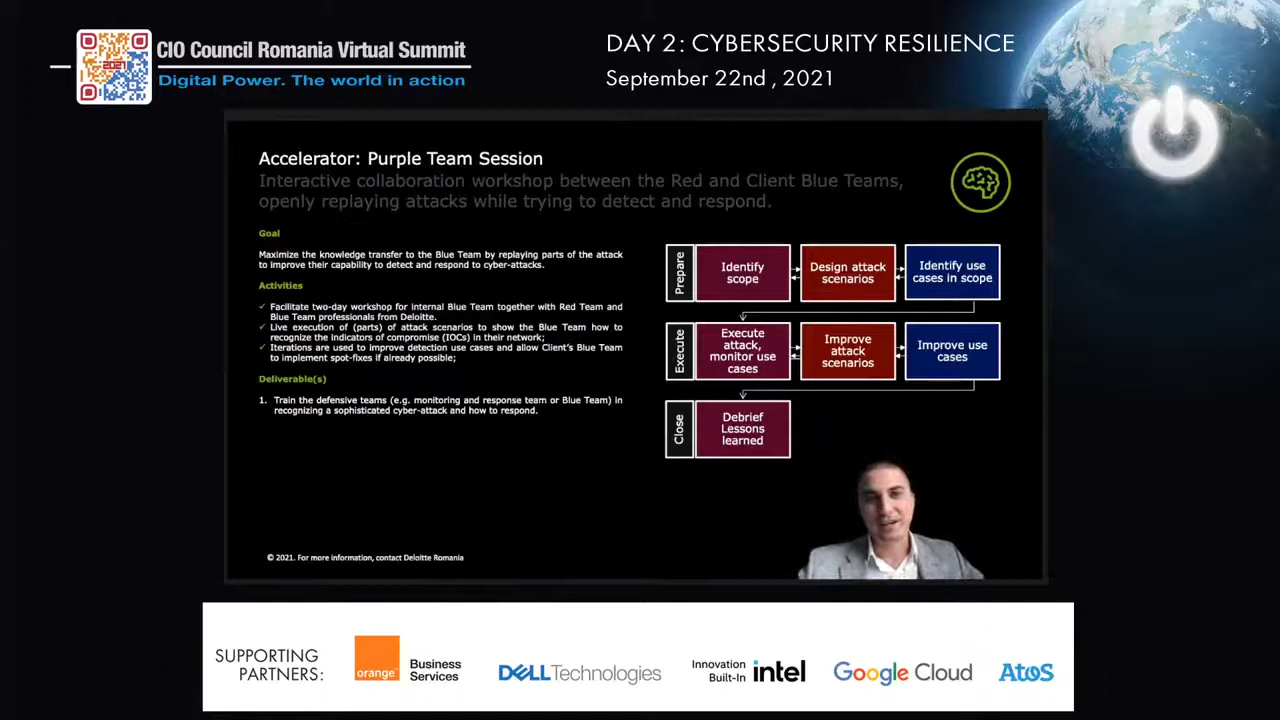 2021
CIO Council Romania Virtual Summit
Digital Power. The world in action
DAY 2: CYBERSECURITY RESILIENCE
September 22nd , 2021
Accelerator: Purple Team Session
Interactive collaboration workshop between the Red and Client Blue Teams,
openly replaying attacks while trying to detect and respond.
Goal
Maximize the knowledge transfer to the Blue Team by replaying parts of the attack
to improve their capability to detect and respond to cyber-attacks.
Activities
✓ Facilitate two-day workshop for internal Blue Team together with Red Team and
Blue Team professionals from Deloitte.
✓ Live execution of (parts) of attack scenarios to show the Blue Team how to
recognize the Indicators of compromise (IOCs) in their network;
✓ Iterations are used to improve detection use cases and allow Client's Blue Team
to implement spot-fixes if already possible;
Deliverable(s)
1. Train the defensive teams (e.g. monitoring and response team or Blue Team) in
recognizing a sophisticated cyber-attack and how to respond.
Prepare
Identify
scope
Design attack
scenarios
Identify use
cases in scope
Execute
Execute
attack,
monitor use
cases
Improve
attack
scenarios
Improve use
cases
Close
Debrief
Lessons
learned
© 2021. For more information, contact Deloitte Romania
SUPPORTING
PARTNERS:
orange™
Business
Services
DELL Technologies
Innovation
Built-In
intel
Google Cloud
Atos